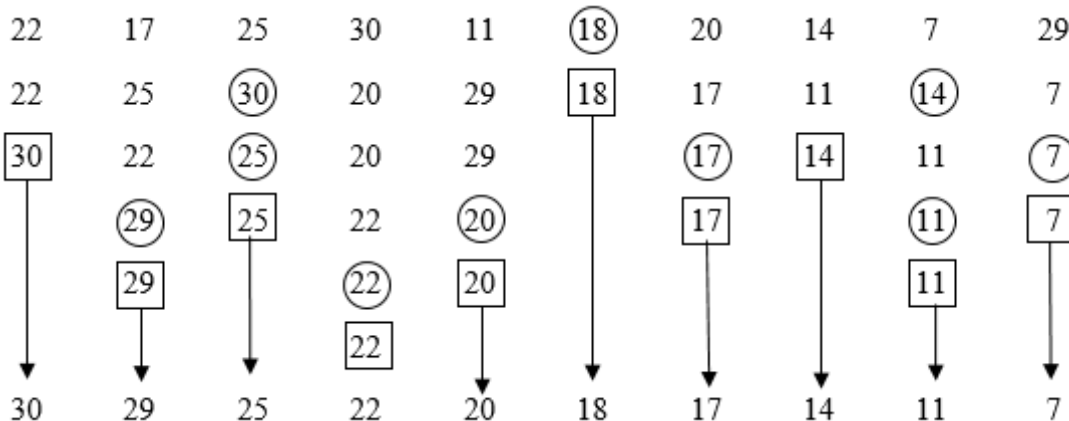 22 17 25 30 11 18 20 14 7 29
22 25 30 20 29 18 17 11 14 7
30 22 25 20 29 17 14 11 7
29 25 22 20 17 11 7
29 22 20 11
22
30 29 25 22 20 18 17 14 11 7